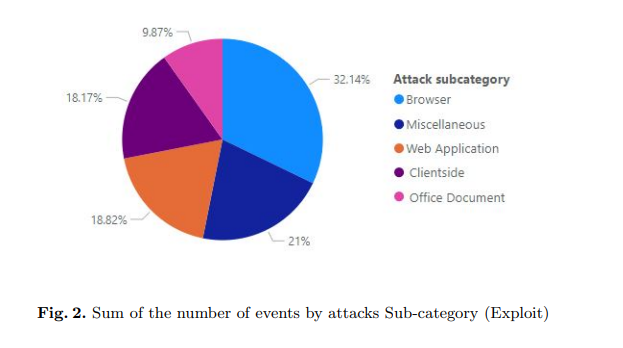 9.87%
32.14%
18.17%
18.82%
21%
Attack subcategory
Browser
Miscellaneous
Web Application
Clientside
Office Document
Fig. 2. Sum of the number of events by attacks Sub-category (Exploit)